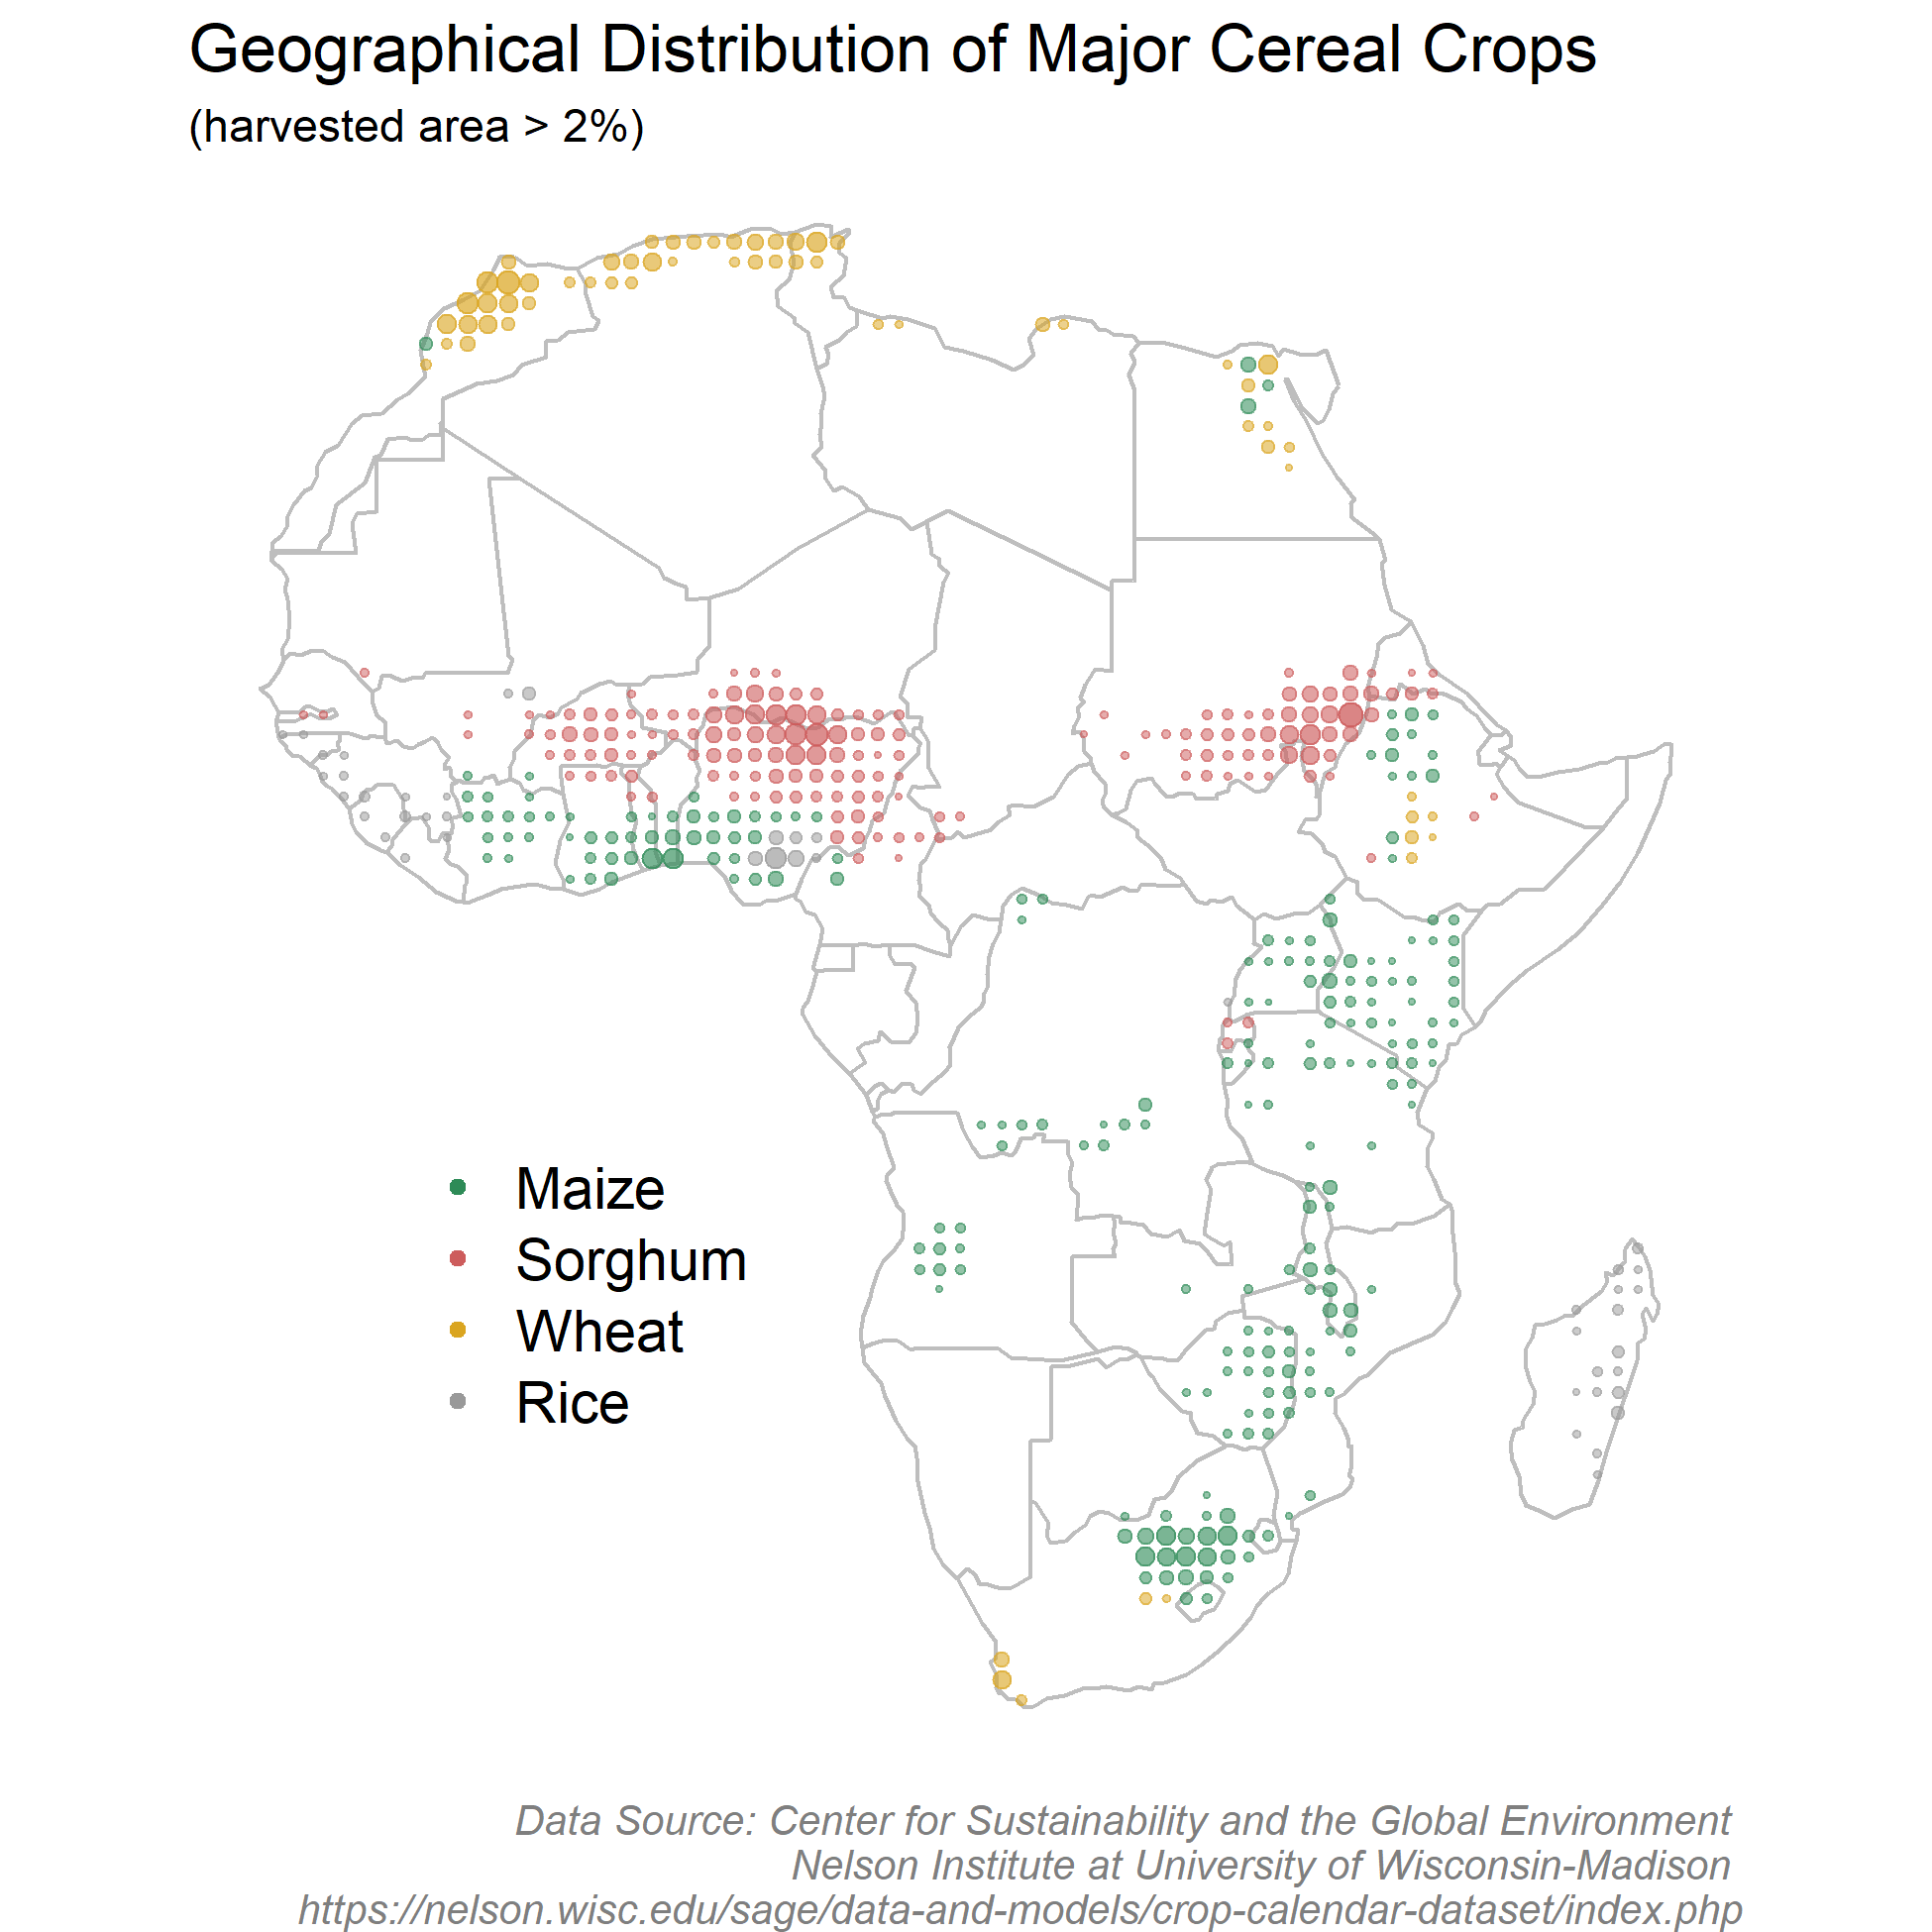 Geographical Distribution of Major Cereal Crops
(harvested area > 2%)
Maize
Sorghum
Wheat
Rice
Data Source: Center for Sustainability and the Global Environment
Nelson Institute at University of Wisconsin-Madison
https://nelson.wisc.edu/sage/data-and-models/crop-calendar-dataset/index.php